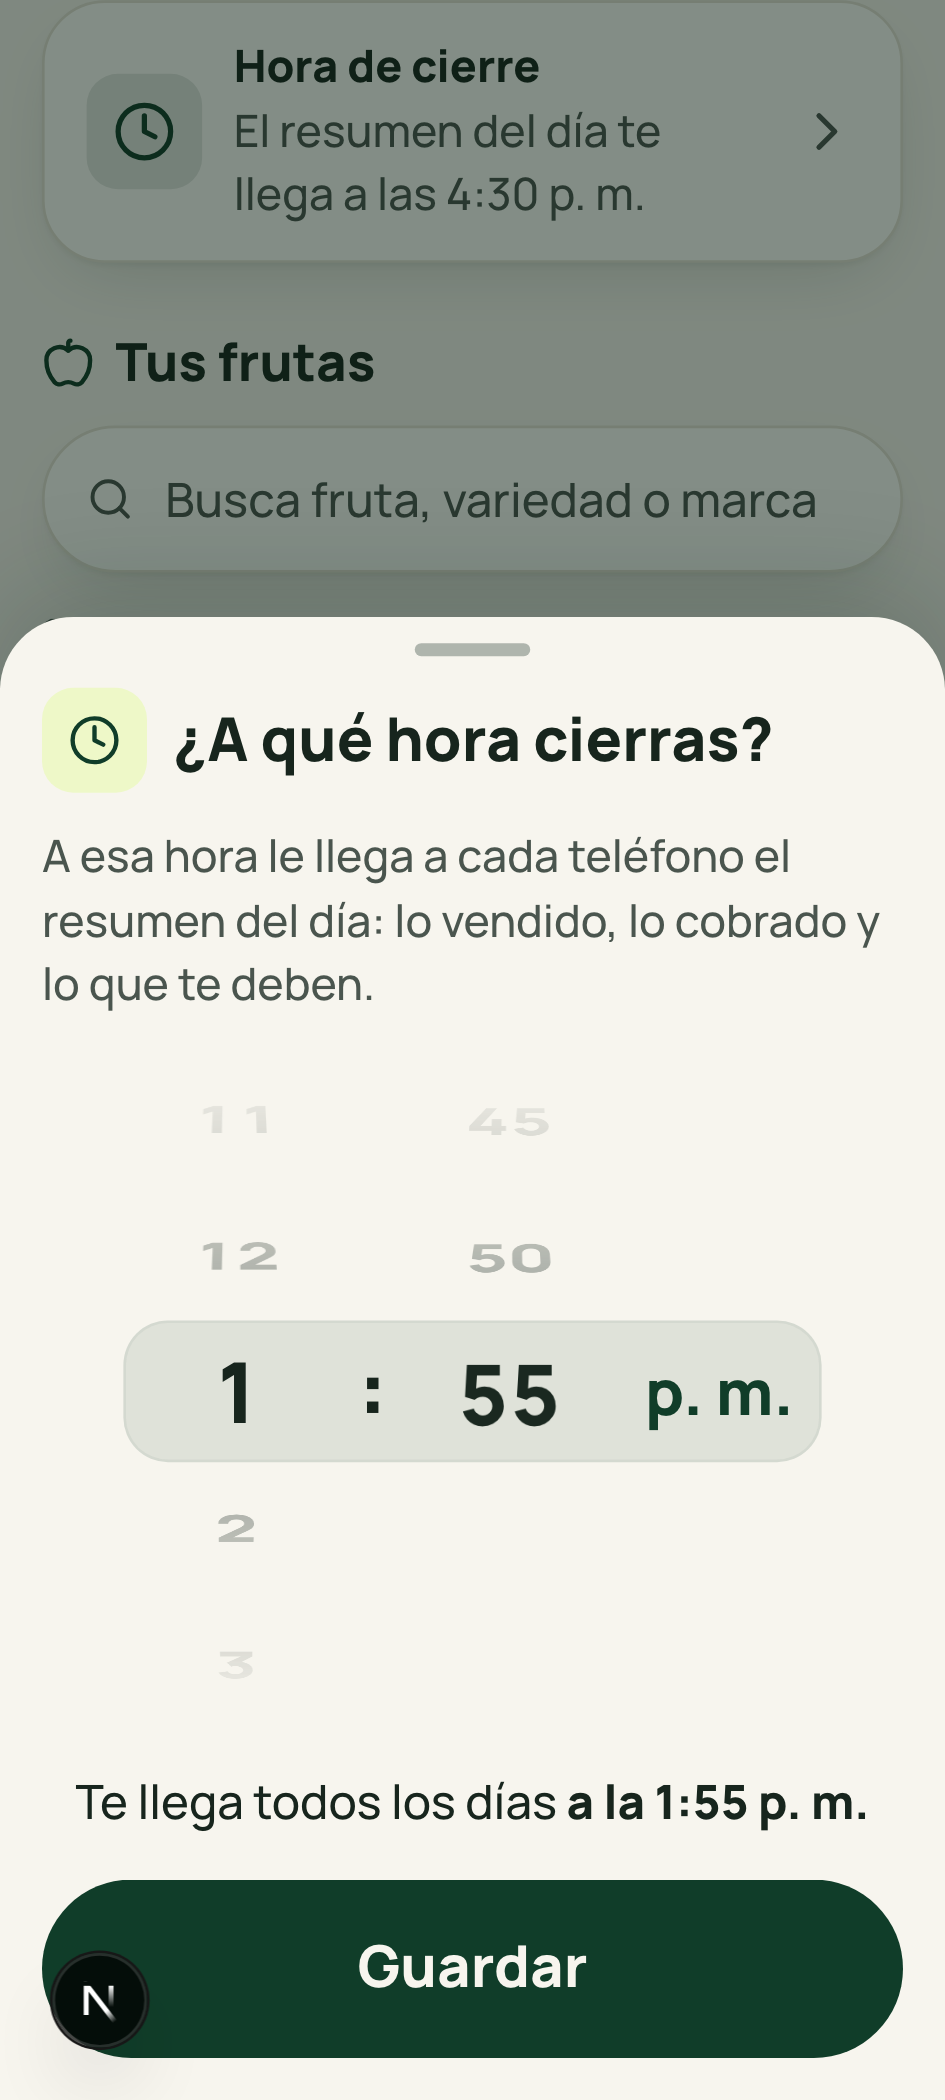 Hora de cierre
El resumen del día te
llega a las 4:30 p. m.
Tus frutas
Busca fruta, variedad o marca
¿A qué hora cierras?
A esa hora le llega a cada teléfono el
resumen del día: lo vendido, lo cobrado y
lo que te deben.
11 45
12 50
1 : 55 p. m.
2
3
Te llega todos los días a la 1:55 p. m.
Guardar
N